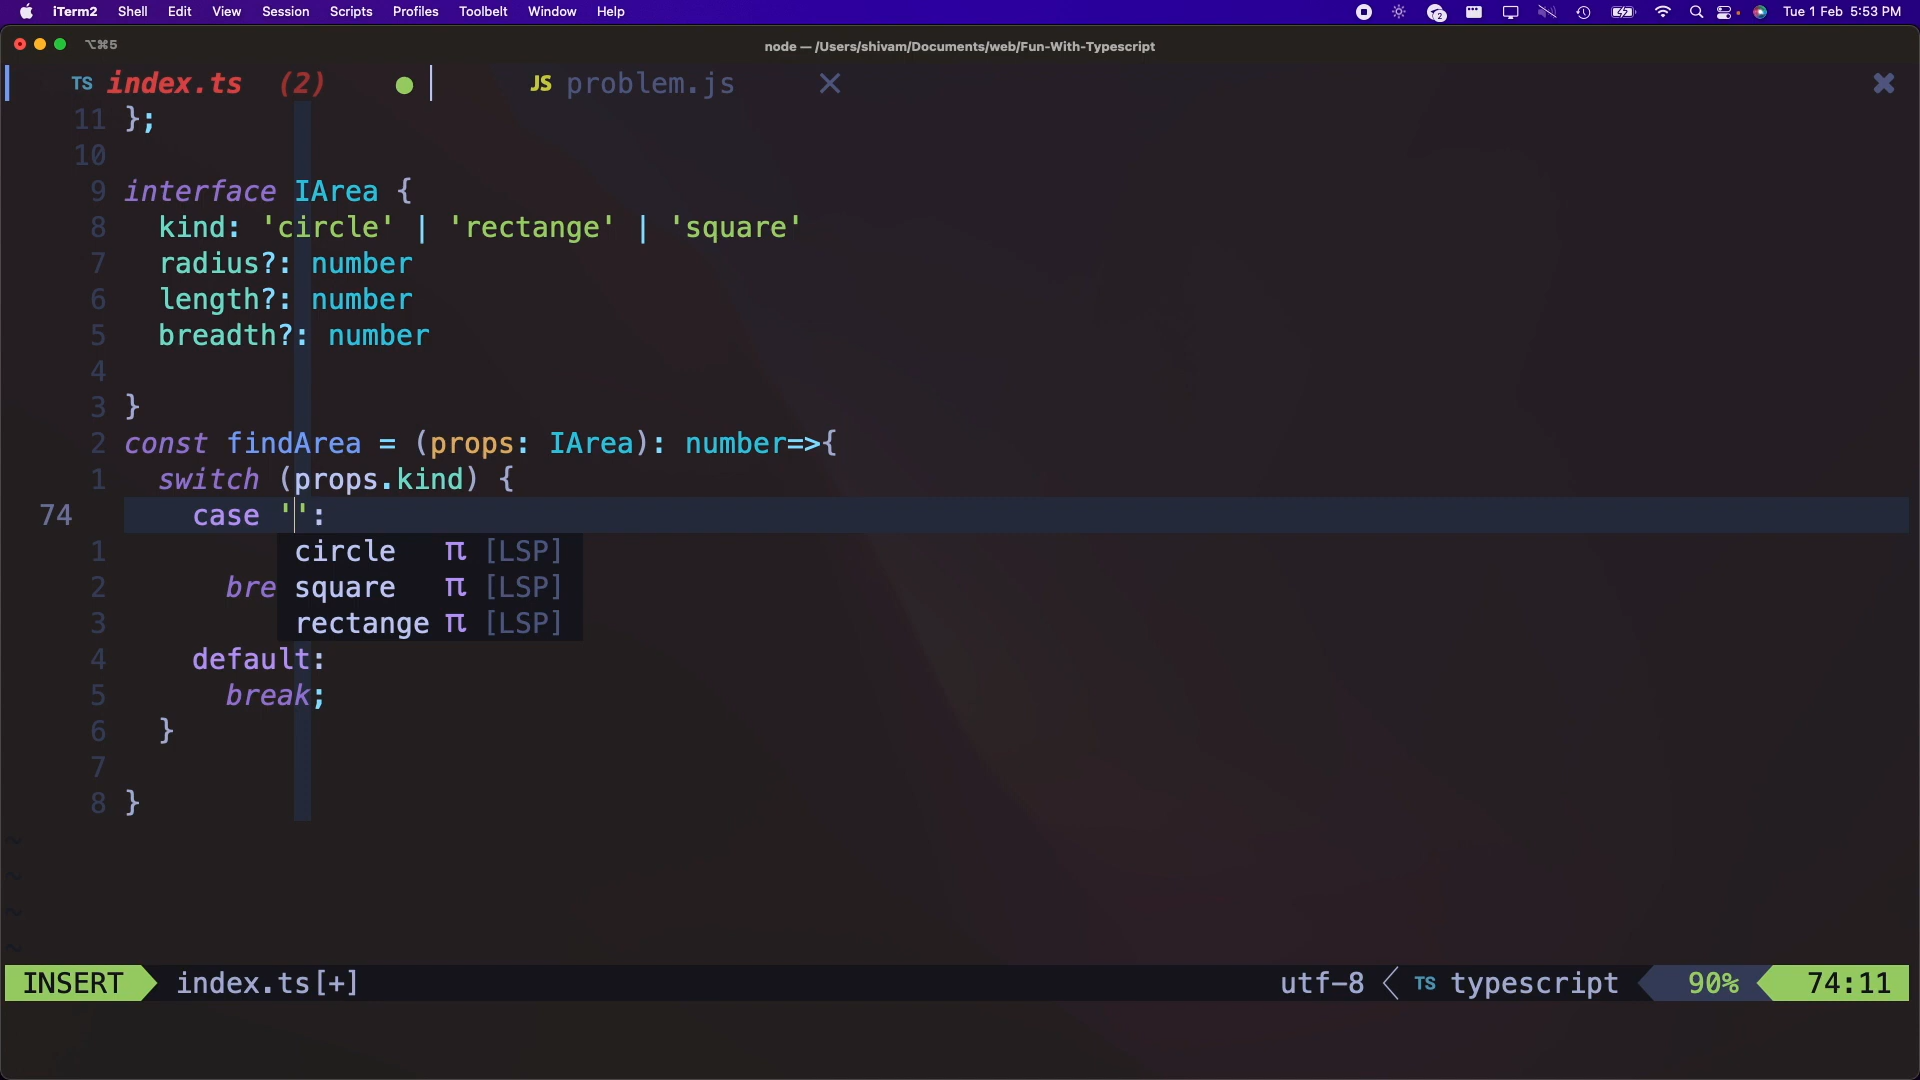 iTerm2 Shell Edit View Session Scripts Profiles Toolbelt Window Help 2 Tue 1 Feb 5:53 PM
⌥⌘5 node — /Users/shivam/Documents/web/Fun-With-Typescript
TS index.ts (2) JS problem.js
11 };
10
9 interface IArea {
8 kind: 'circle' | 'rectange' | 'square'
7 radius?: number
6 length?: number
5 breadth?: number
4
3 }
2 const findArea = (props: IArea): number=>{
1 switch (props.kind) {
74 case '':
1 circle π [LSP]
2 bre square π [LSP]
3 rectange π [LSP]
4 default:
5 break;
6 }
7
8 }
~
~
~
~
INSERT index.ts[+] utf-8 TS typescript 90% 74:11